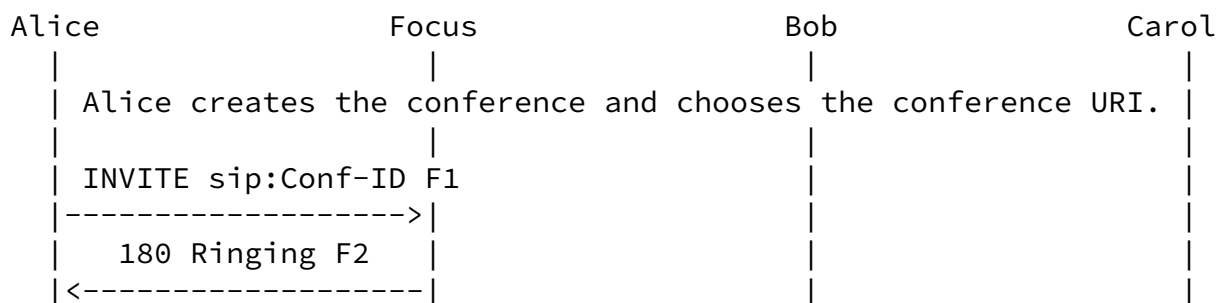 Alice Focus Bob Carol
Alice creates the conference and chooses the conference URI.
INVITE sip:Conf-ID F1
180 Ringing F2